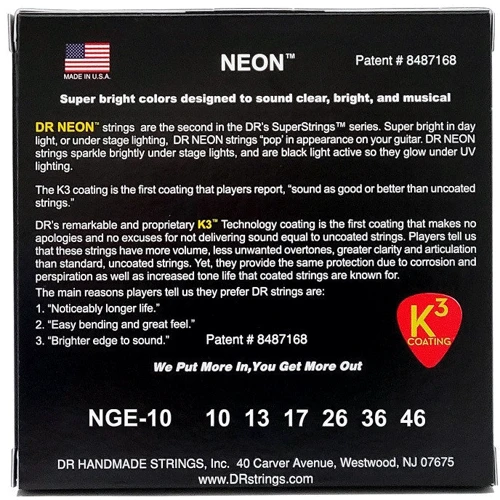 NEON™
Patent # 8487168
MADE IN U.S.A.
Super bright colors designed to sound clear, bright, and musical
DR NEON™ strings are the second in the DR's SuperStrings™ series. Super bright in day
light, or under stage lighting, DR NEON strings "pop' in appearance on your guitar. DR NEON
strings sparkle brightly under stage lights, and are black light active so they glow under UV
lighting.
The K3 coating is the first coating that players report, "sound as good or better than uncoated
strings."
DR's remarkable and proprietary K3™ Technology coating is the first coating that makes no
apologies and no excuses for not delivering sound equal to uncoated strings. Players tell us
that these strings have more volume, less unwanted overtones, greater clarity and articulation
than standard, uncoated strings. Yet, they provide the same protection due to corrosion and
perspiration as well as increased tone life that coated strings are known for.
The main reasons players tell us they prefer DR strings are:
1. "Noticeably longer life."
2. "Easy bending and great feel."
3. "Brighter edge to sound."
Patent # 8487168
K3
COATING
We Put More In,You Get More Out
NGE-10 10 13 17 26 36 46
DR HANDMADE STRINGS, Inc. 40 Carver Avenue, Westwood, NJ 07675
www.DRstrings.com